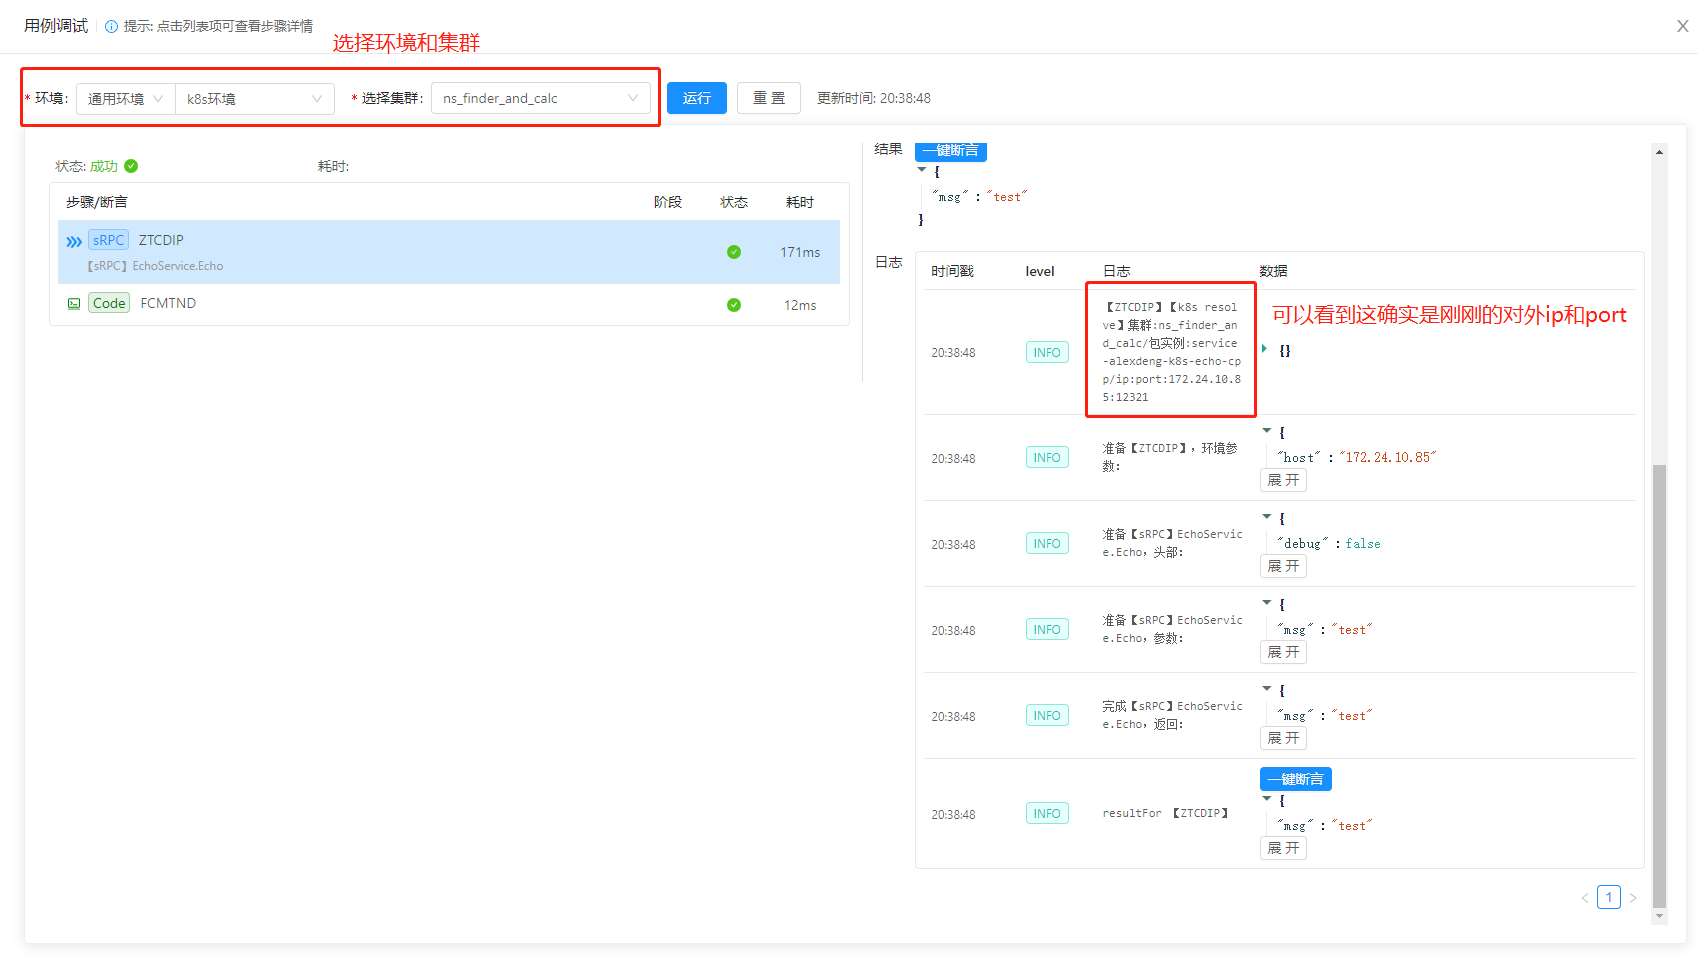 用例调试 提示: 点击列表项可查看步骤详情
选择环境和集群
* 环境: 通用环境 k8s环境 * 选择集群: ns_finder_and_calc 运行 重 置 更新时间: 20:38:48
状态: 成功 耗时:
步骤/断言 阶段 状态 耗时
sRPC ZTCDIP 171ms
【sRPC】EchoService.Echo
Code FCMTND 12ms
结果 一键断言
{
"msg" : "test"
}
日志
时间戳 level 日志 数据
可以看到这确实是刚刚的对外ip和port
20:38:48 INFO
【ZTCDIP】【k8s resol
ve】集群:ns_finder_an
d_calc/包实例:service
-alexdeng-k8s-echo-cp
p/ip:port:172.24.10.8
5:12321
{}
20:38:48 INFO
准备【ZTCDIP】，环境参
数:
{
"host" : "172.24.10.85"
展 开
20:38:48 INFO
准备【sRPC】EchoServic
e.Echo，头部:
{
"debug" : false
展 开
20:38:48 INFO
准备【sRPC】EchoServic
e.Echo，参数:
{
"msg" : "test"
展 开
20:38:48 INFO
完成【sRPC】EchoServic
e.Echo，返回:
{
"msg" : "test"
展 开
20:38:48 INFO resultFor 【ZTCDIP】
一键断言
{
"msg" : "test"
展 开
< 1 >